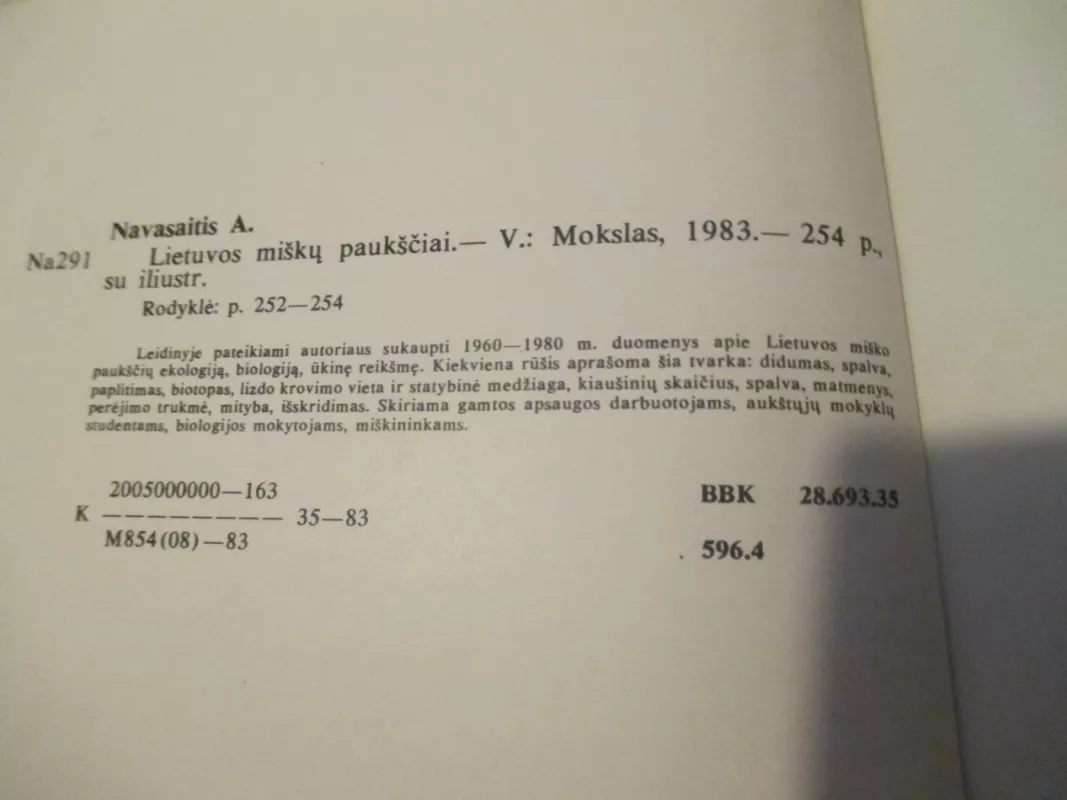 Navasaitis A.
Na291 Lietuvos miškų paukščiai.— V.: Mokslas, 1983.— 254 p.,
su iliustr.
Rodyklė: p. 252—254
Leidinyje pateikiami autoriaus sukaupti 1960—1980 m. duomenys apie Lietuvos miško
paukščių ekologiją, biologiją, ūkinę reikšmę. Kiekviena rūšis aprašoma šia tvarka: didumas, spalva,
paplitimas, biotopas, lizdo krovimo vieta ir statybinė medžiaga, kiaušinių skaičius, spalva, matmenys,
perėjimo trukmė, mityba, išskridimas. Skiriama gamtos apsaugos darbuotojams, aukštųjų mokyklų
studentams, biologijos mokytojams, miškininkams.
2005000000—163
K ———————— 35—83
M854(08)—83
BBK 28.693.35
596.4